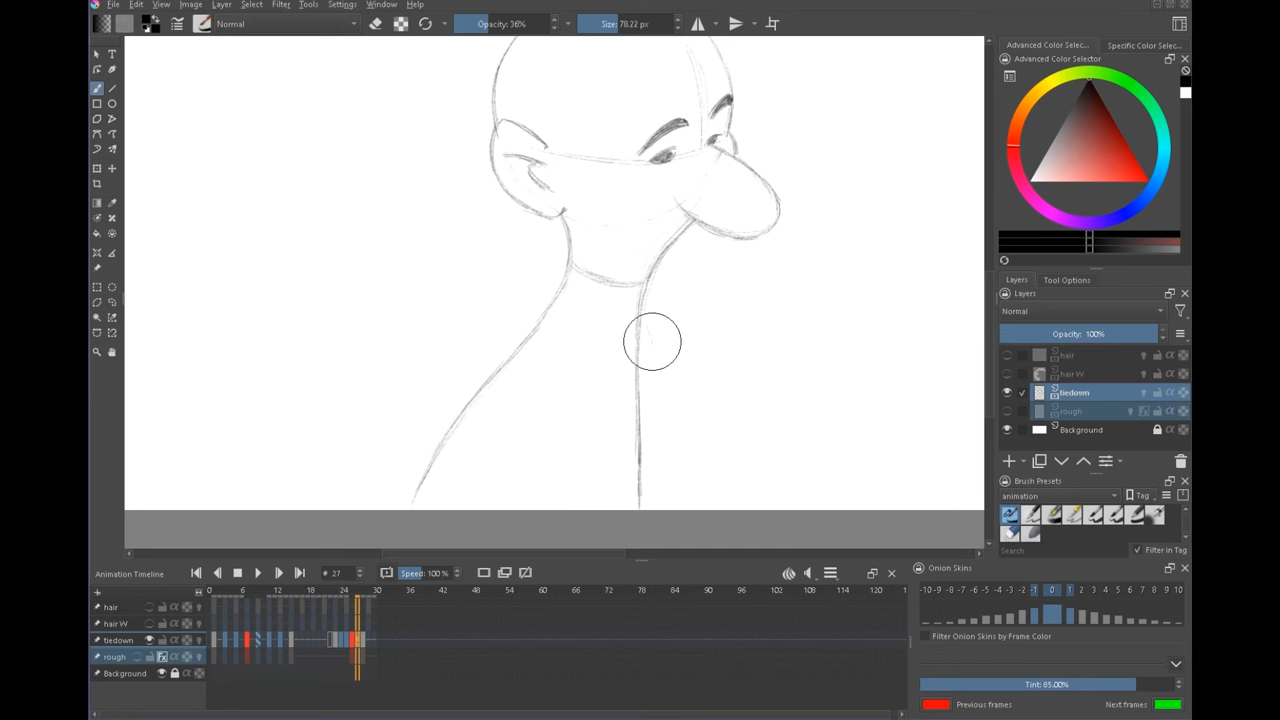 File Edit View Image Layer Select Filter Tools Settings Window Help
Normal Opacity: 36% Size: 78.22 px
Advanced Color Selec... Specific Color Selec...
Advanced Color Selector
Layers Tool Options
Layers
Normal
Opacity: 100%
hair
hair W
tiedown
rough
Background
Brush Presets
animation Tag
Search Filter in Tag
Animation Timeline # 27 Speed: 100 %
0 6 12 18 24 30 36 42 48 54 60 66 72 78 84 90 96 102 108 114 120 1
hair
hair W
tiedown
rough
Background
Onion Skins
-10 -9 -8 -7 -6 -5 -4 -3 -2 -1 0 1 2 3 4 5 6 7 8 9 10
Filter Onion Skins by Frame Color
Tint: 85.00%
Previous frames Next frames